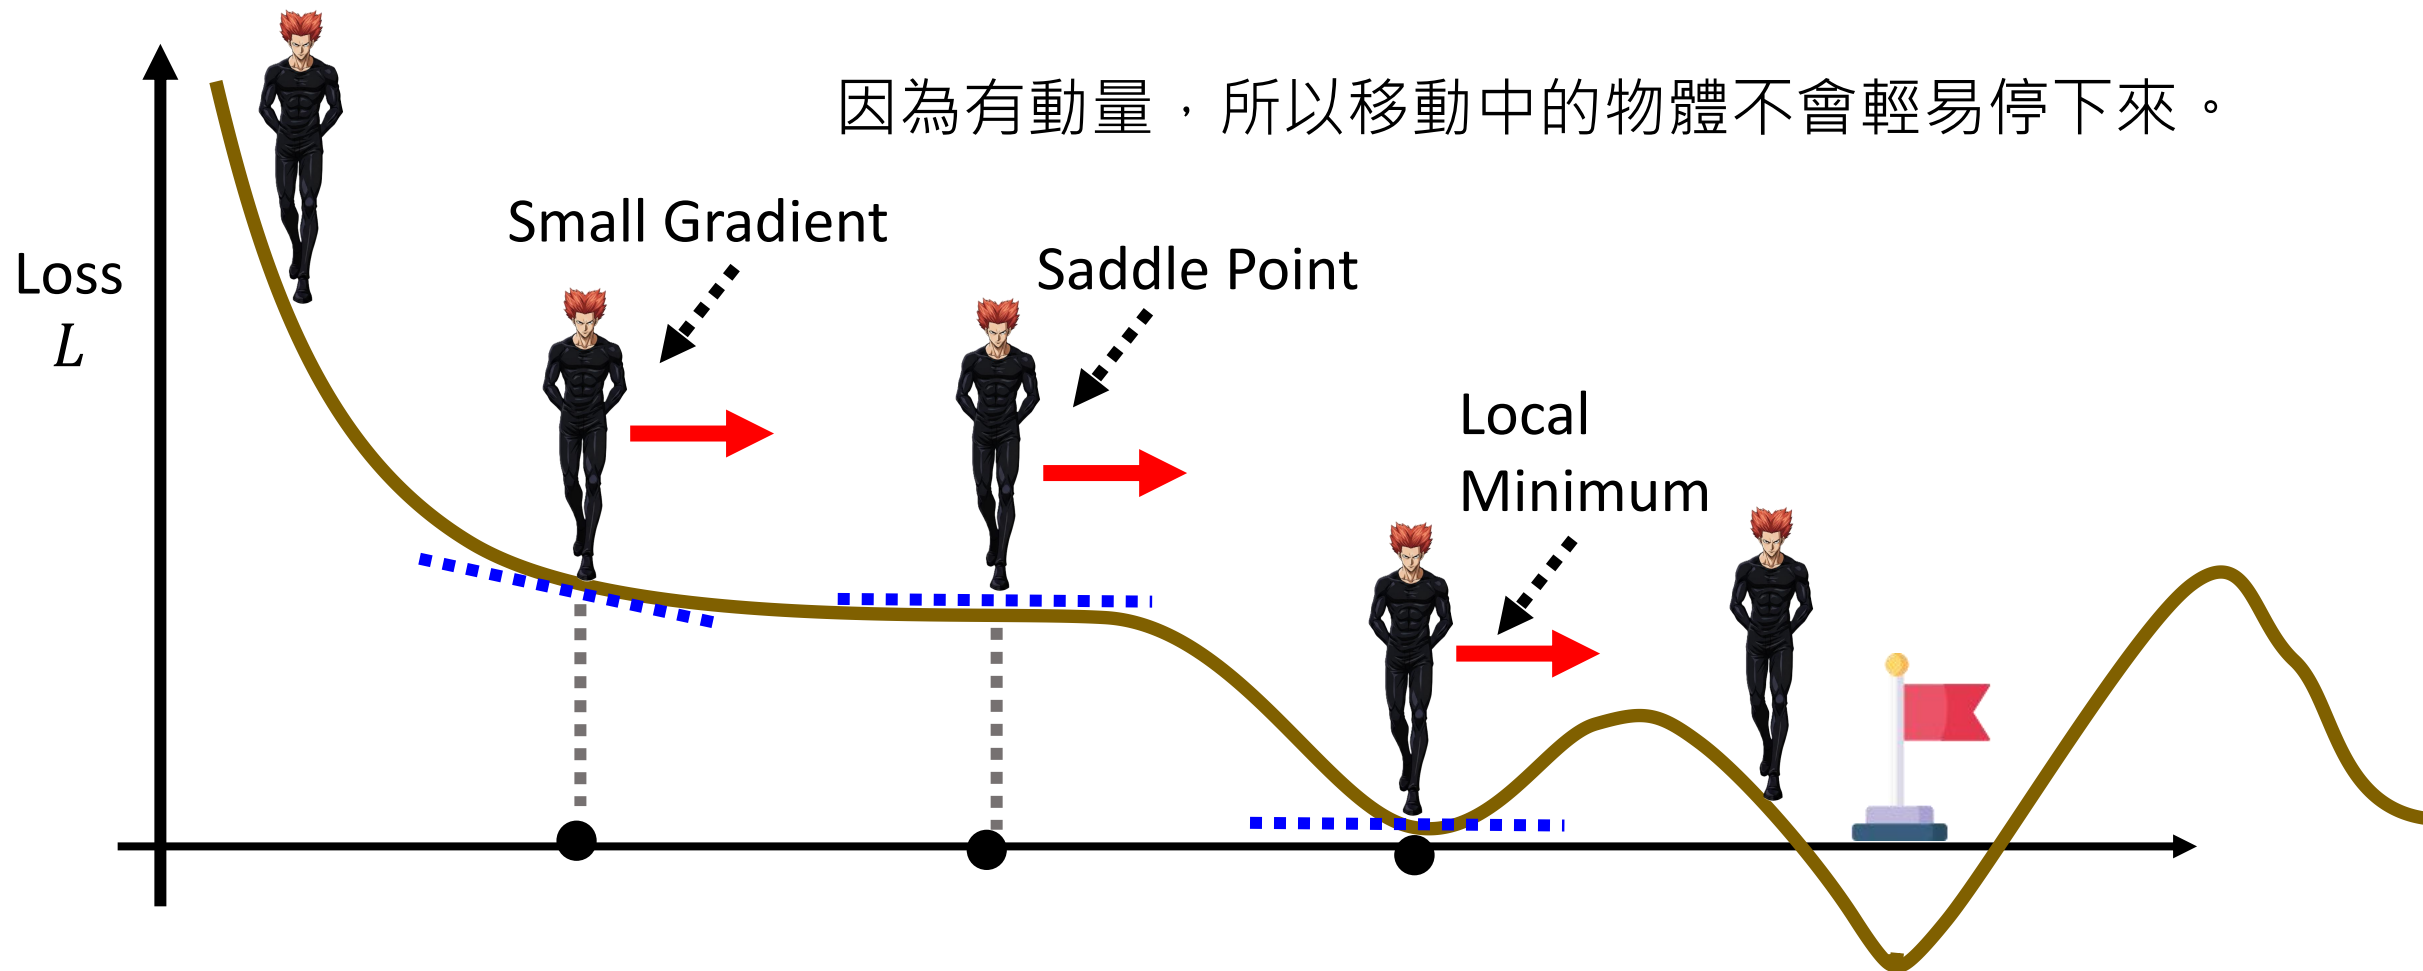 因為有動量，所以移動中的物體不會輕易停下來。
Small Gradient
Saddle Point
Loss
L
Local
Minimum